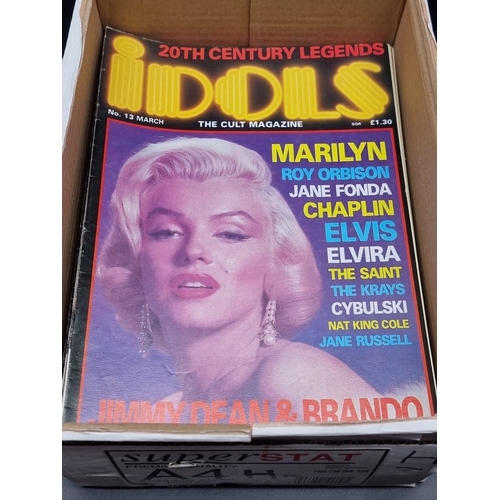 20TH CENTURY LEGENDS
iDOLS
No. 13 MARCH
THE CULT MAGAZINE
£1.30
MARILYN
ROY ORBISON
JANE FONDA
CHAPLIN
ELVIS
ELVIRA
THE SAINT
THE KRAYS
CYBULSKI
NAT KING COLE
JANE RUSSELL
JIMMY DEAN & BRANDO
superSTAT
A4